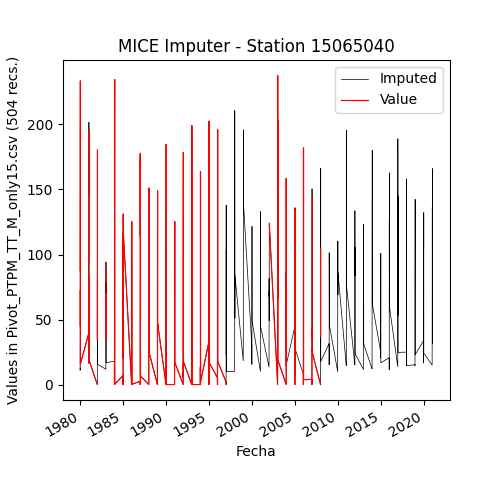 MICE Imputer - Station 15065040
Values in Pivot_PTPM_TT_M_only15.csv (504 recs.)
Imputed
Value
200
150
100
50
0
1980
1985
1990
1995
2000
2005
2010
2015
2020
Fecha